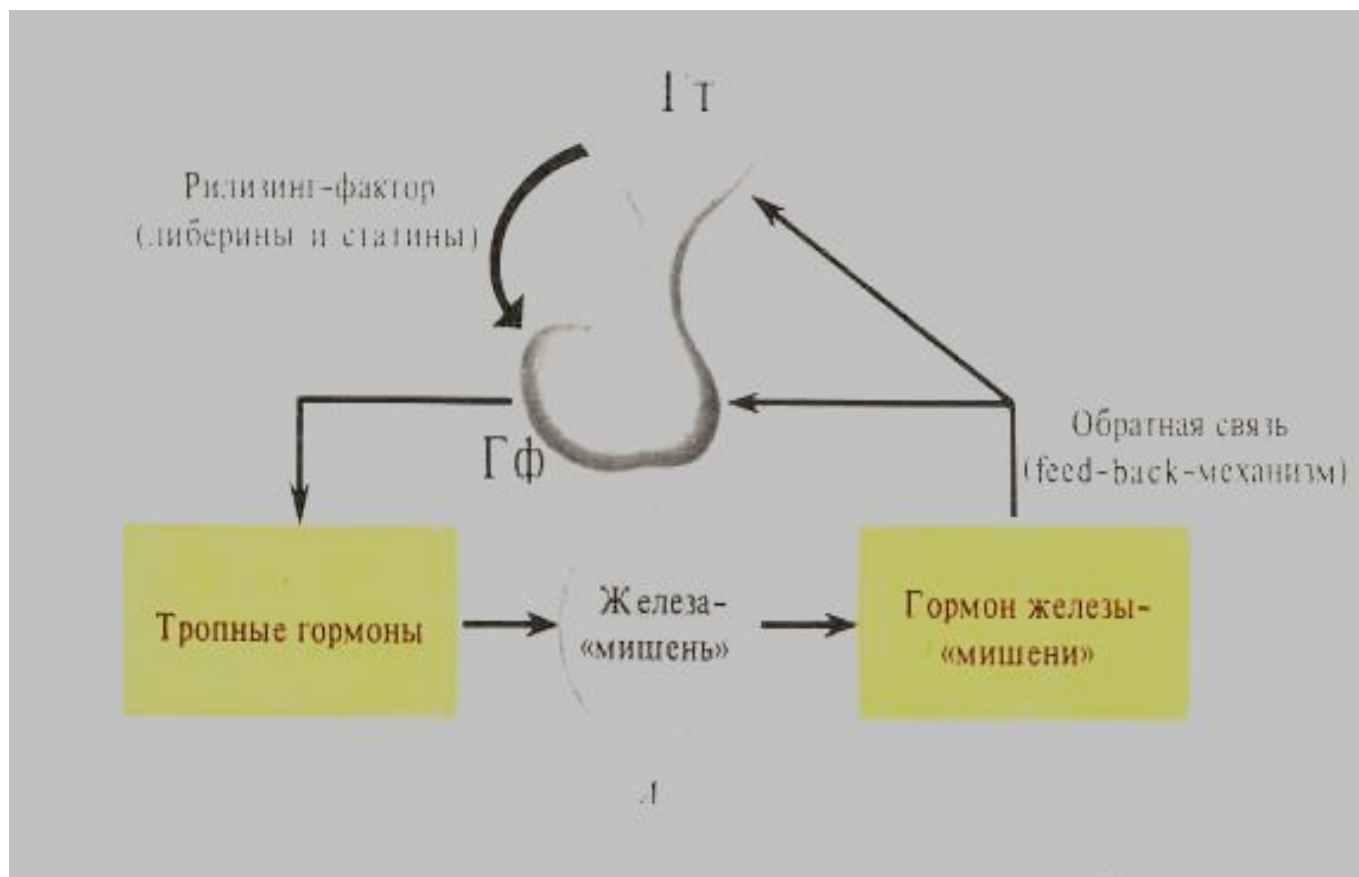 Гт
Рилизинг-фактор
(либерины и статины)
Гф
Обратная связь
(feed-back-механизм)
Тропные гормоны
Железа-
«мишень»
Гормон железы-
«мишени»
А